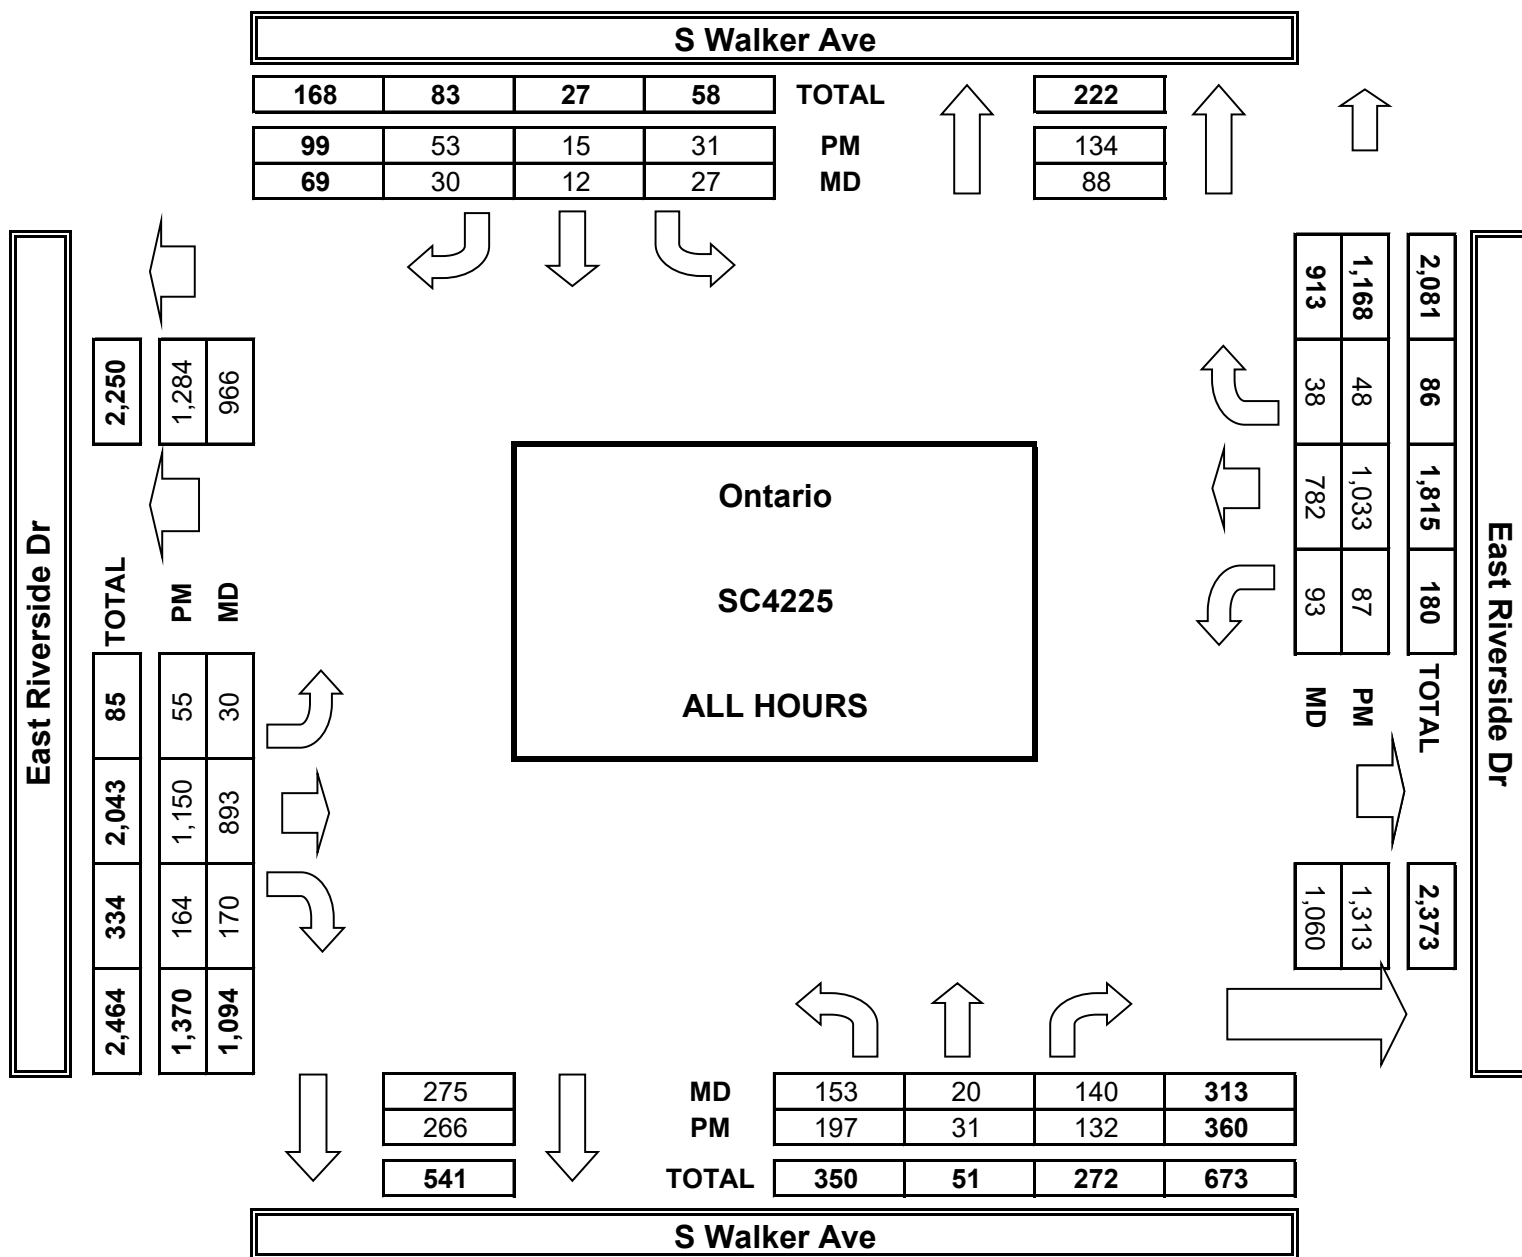 S Walker Ave
168 83 27 58 TOTAL 222
99 53 15 31 PM 134
69 30 12 27 MD 88
East Riverside Dr
2,250 1,284 966
TOTAL PM MD
85 55 30
2,043 1,150 893
334 164 170
2,464 1,370 1,094
Ontario
SC4225
ALL HOURS
913 1,168 2,081
38 48 86
782 1,033 1,815
93 87 180
MD PM TOTAL
1,060 1,313 2,373
East Riverside Dr
275 MD 153 20 140 313
266 PM 197 31 132 360
541 TOTAL 350 51 272 673
S Walker Ave